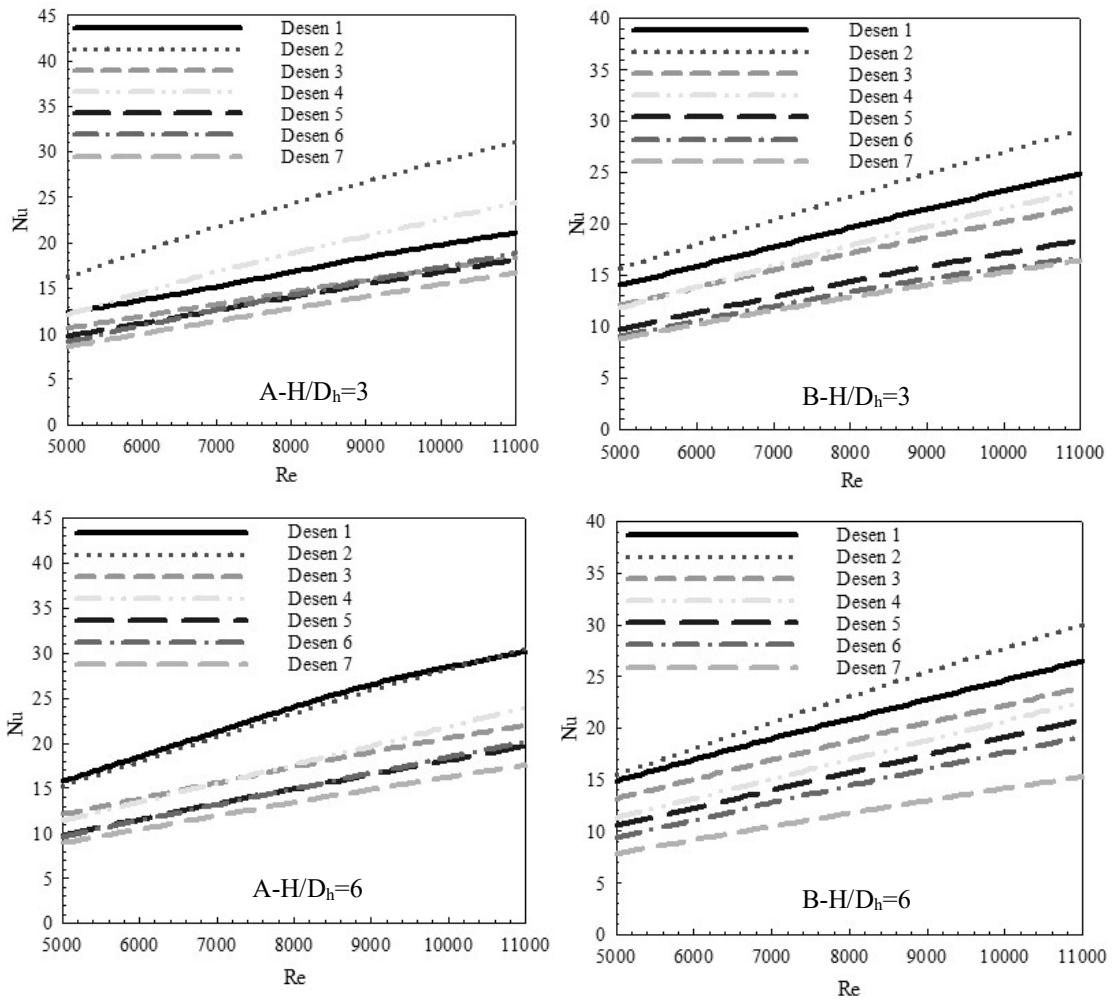 45
40
35
30
25
20
15
10
5
0
Nu
Desen 1
Desen 2
Desen 3
Desen 4
Desen 5
Desen 6
Desen 7
A-H/Dₕ=3
5000 6000 7000 8000 9000 10000 11000
Re
40
35
30
25
20
15
10
5
0
Nu
Desen 1
Desen 2
Desen 3
Desen 4
Desen 5
Desen 6
Desen 7
B-H/Dₕ=3
5000 6000 7000 8000 9000 10000 11000
Re
45
40
35
30
25
20
15
10
5
0
Nu
Desen 1
Desen 2
Desen 3
Desen 4
Desen 5
Desen 6
Desen 7
A-H/Dₕ=6
5000 6000 7000 8000 9000 10000 11000
Re
40
35
30
25
20
15
10
5
0
Nu
Desen 1
Desen 2
Desen 3
Desen 4
Desen 5
Desen 6
Desen 7
B-H/Dₕ=6
5000 6000 7000 8000 9000 10000 11000
Re